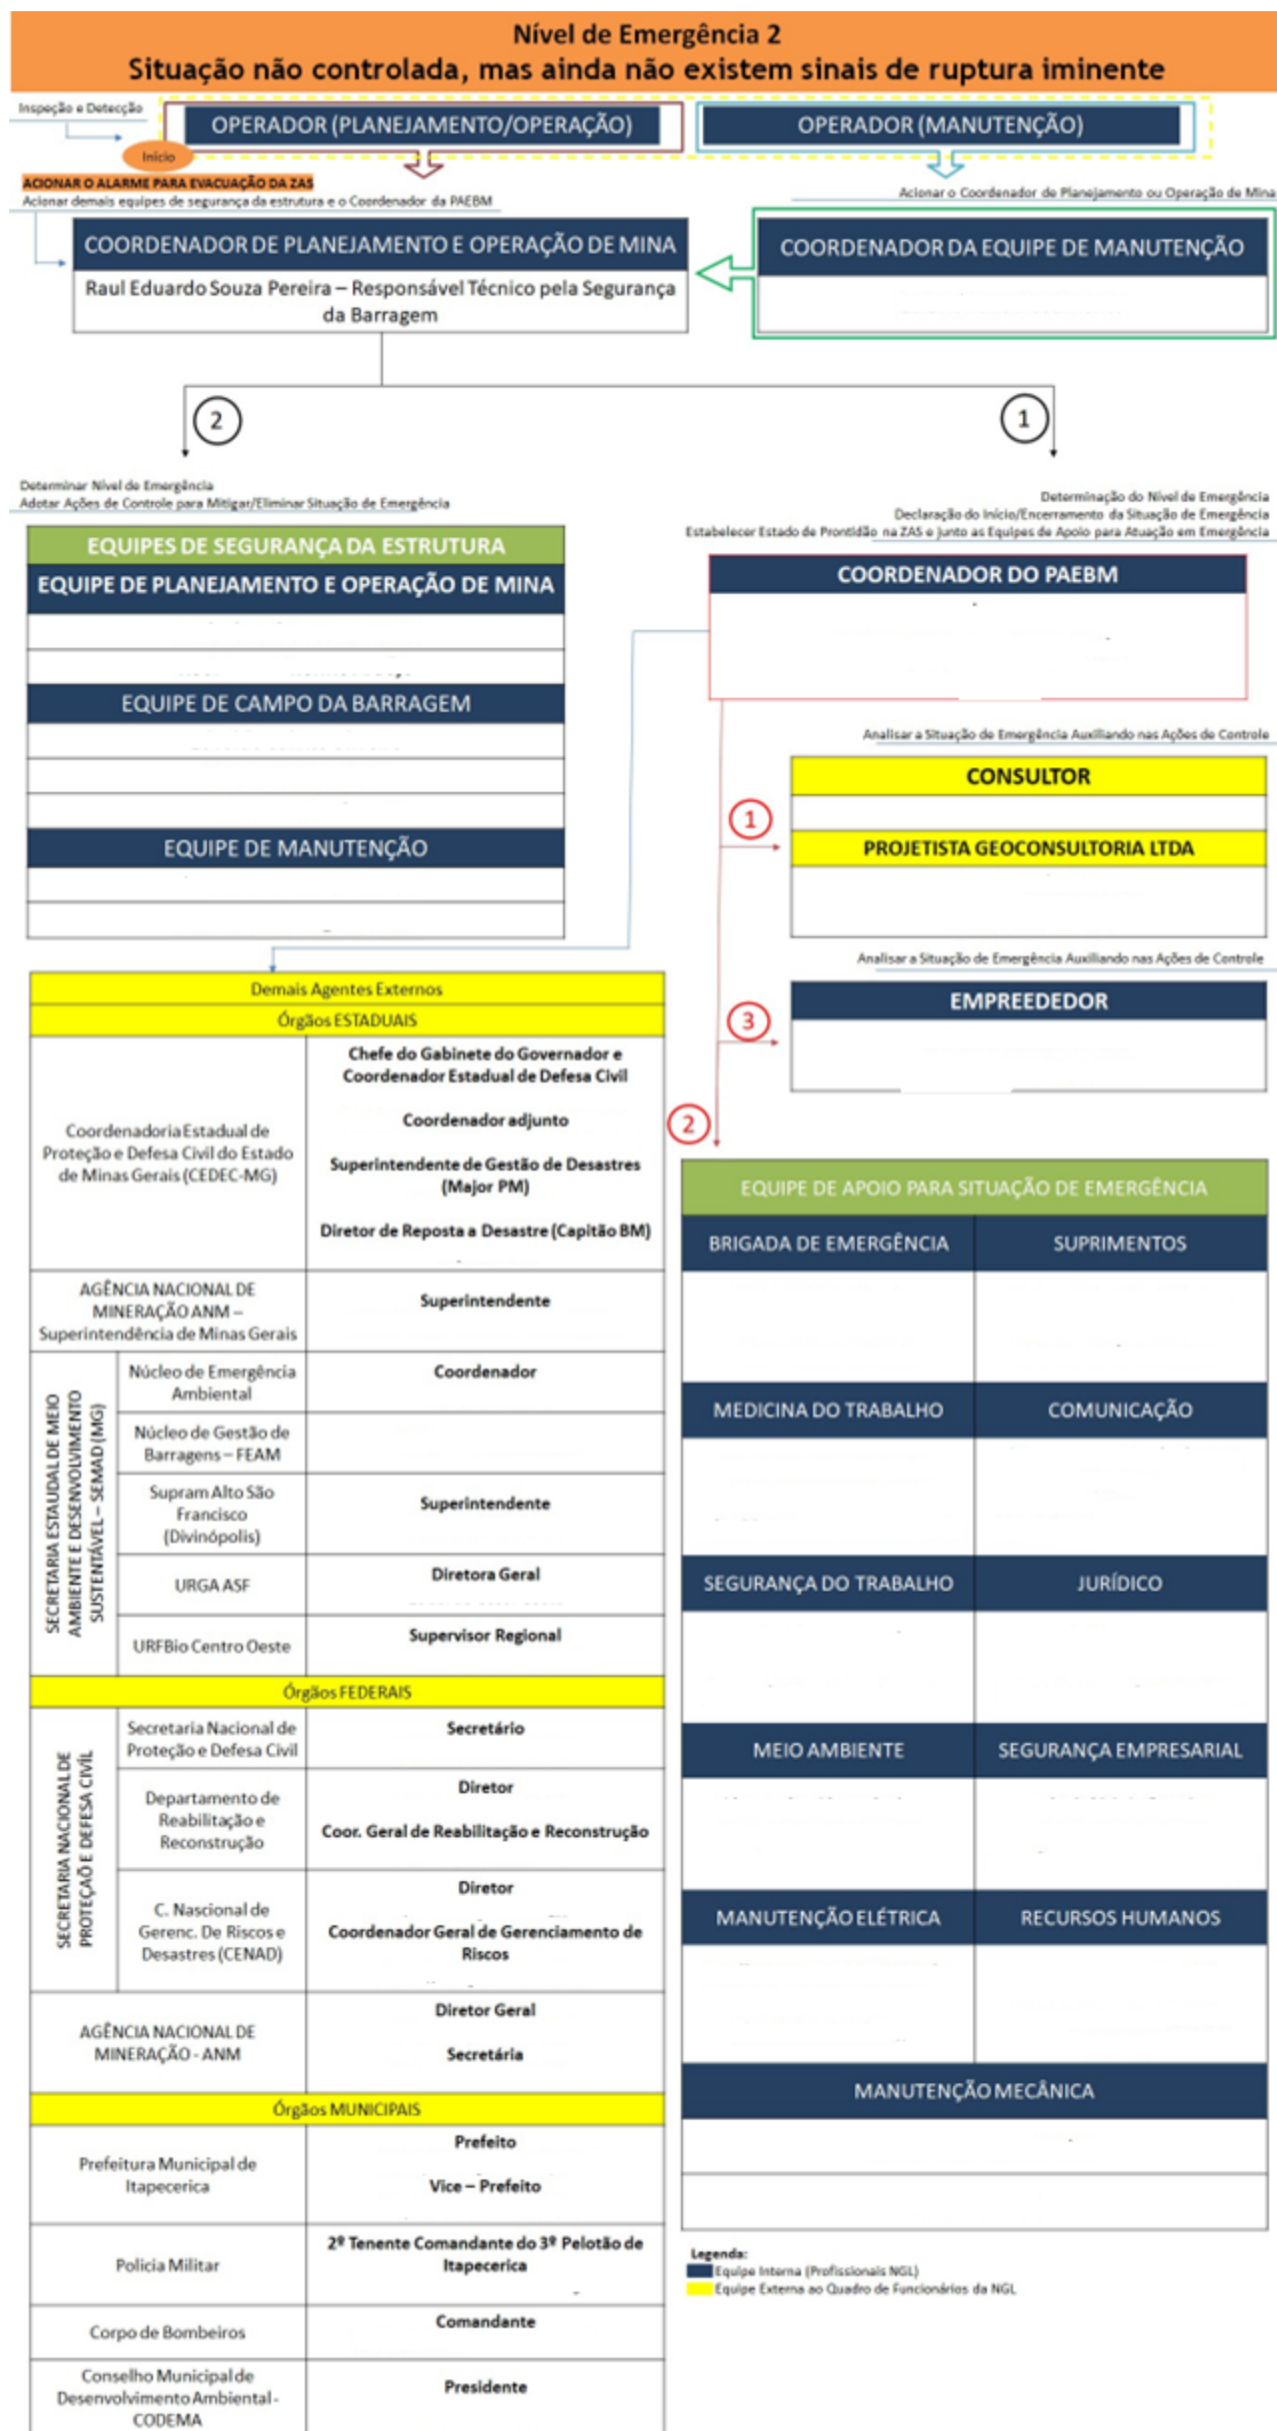 Nível de Emergência 2
Situação não controlada, mas ainda não existem sinais de ruptura iminente
Inspeção e Detecção
OPERADOR (PLANEJAMENTO/OPERAÇÃO)
OPERADOR (MANUTENÇÃO)
Início
ACIONAR O ALARME PARA EVACUAÇÃO DA ZAS
Acionar demais equipes de segurança da estrutura e o Coordenador da PAEBM
Acionar o Coordenador de Planejamento ou Operação de Mina
COORDENADOR DE PLANEJAMENTO E OPERAÇÃO DE MINA
Raul Eduardo Souza Pereira – Responsável Técnico pela Segurança
da Barragem
COORDENADOR DA EQUIPE DE MANUTENÇÃO
2
1
Determinar Nível de Emergência
Adotar Ações de Controle para Mitigar/Eliminar Situação de Emergência
Determinação do Nível de Emergência
Declaração do Início/Encerramento da Situação de Emergência
Estabelecer Estado de Prontidão na ZAS e junto as Equipes de Apoio para Atuação em Emergência
EQUIPES DE SEGURANÇA DA ESTRUTURA
EQUIPE DE PLANEJAMENTO E OPERAÇÃO DE MINA
EQUIPE DE CAMPO DA BARRAGEM
EQUIPE DE MANUTENÇÃO
COORDENADOR DO PAEBM
Analisar a Situação de Emergência Auxiliando nas Ações de Controle
1
CONSULTOR
PROJETISTA GEOCONSULTORIA LTDA
Analisar a Situação de Emergência Auxiliando nas Ações de Controle
3
EMPREEDEDOR
2
Demais Agentes Externos
Órgãos ESTADUAIS
Coordenadoria Estadual de
Proteção e Defesa Civil do Estado
de Minas Gerais (CEDEC-MG)
Chefe do Gabinete do Governador e
Coordenador Estadual de Defesa Civil
Coordenador adjunto
Superintendente de Gestão de Desastres
(Major PM)
Diretor de Reposta a Desastre (Capitão BM)
AGÊNCIA NACIONAL DE
MINERAÇÃO ANM –
Superintendência de Minas Gerais
Superintendente
SECRETARIA ESTAUDAL DE MEIO
AMBIENTE E DESENVOLVIMENTO
SUSTENTÁVEL – SEMAD (MG)
Núcleo de Emergência
Ambiental
Coordenador
Núcleo de Gestão de
Barragens – FEAM
Supram Alto São
Francisco
(Divinópolis)
Superintendente
URGA ASF
Diretora Geral
URFBio Centro Oeste
Supervisor Regional
Órgãos FEDERAIS
SECRETARIA NACIONAL DE
PROTEÇAÕ E DEFESA CIVÍL
Secretaria Nacional de
Proteção e Defesa Civil
Secretário
Departamento de
Reabilitação e
Reconstrução
Diretor
Coor. Geral de Reabilitação e Reconstrução
C. Nascional de
Gerenc. De Riscos e
Desastres (CENAD)
Diretor
Coordenador Geral de Gerenciamento de
Riscos
AGÊNCIA NACIONAL DE
MINERAÇÃO - ANM
Diretor Geral
Secretária
Órgãos MUNICIPAIS
Prefeitura Municipal de
Itapecerica
Prefeito
Vice – Prefeito
Policia Militar
2º Tenente Comandante do 3º Pelotão de
Itapecerica
Corpo de Bombeiros
Comandante
Conselho Municipal de
Desenvolvimento Ambiental -
CODEMA
Presidente
EQUIPE DE APOIO PARA SITUAÇÃO DE EMERGÊNCIA
BRIGADA DE EMERGÊNCIA
SUPRIMENTOS
MEDICINA DO TRABALHO
COMUNICAÇÃO
SEGURANÇA DO TRABALHO
JURÍDICO
MEIO AMBIENTE
SEGURANÇA EMPRESARIAL
MANUTENÇÃO ELÉTRICA
RECURSOS HUMANOS
MANUTENÇÃO MECÂNICA
Legenda:
Equipe Interna (Profissionais NGL)
Equipe Externa ao Quadro de Funcionários da NGL